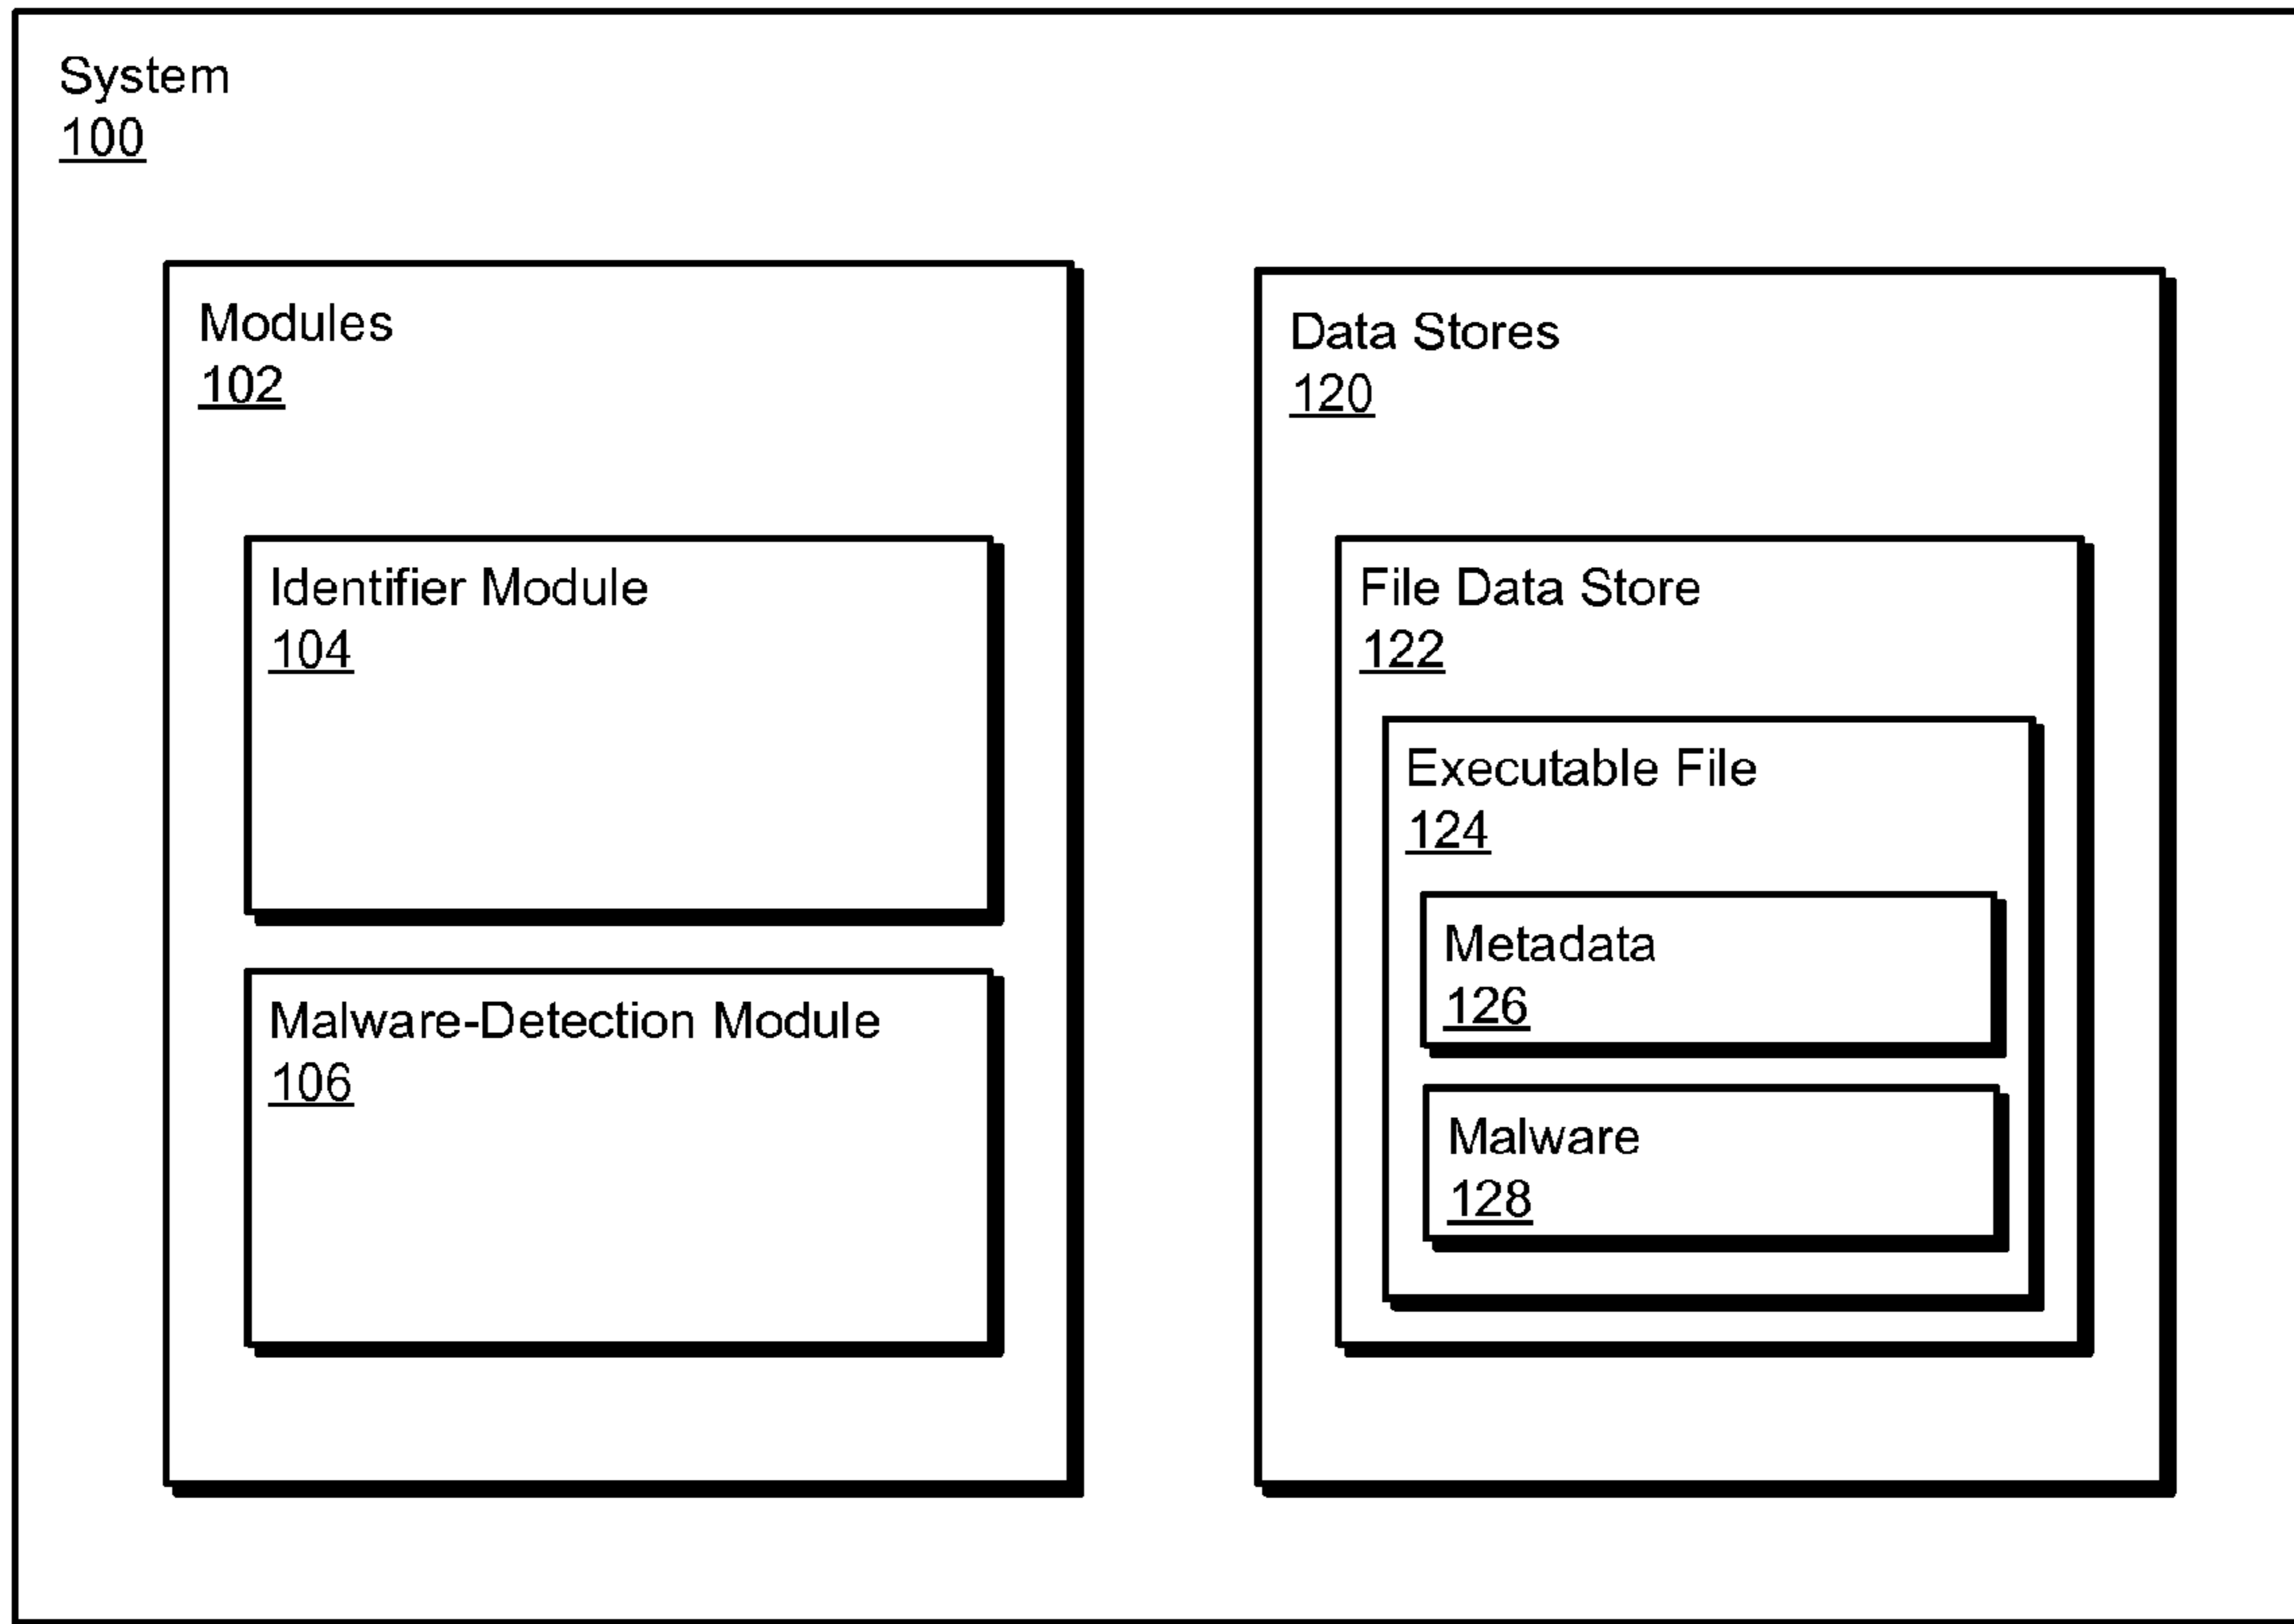 System
100
Modules
102
Identifier Module
104
Malware-Detection Module
106
Data Stores
120
File Data Store
122
Executable File
124
Metadata
126
Malware
128